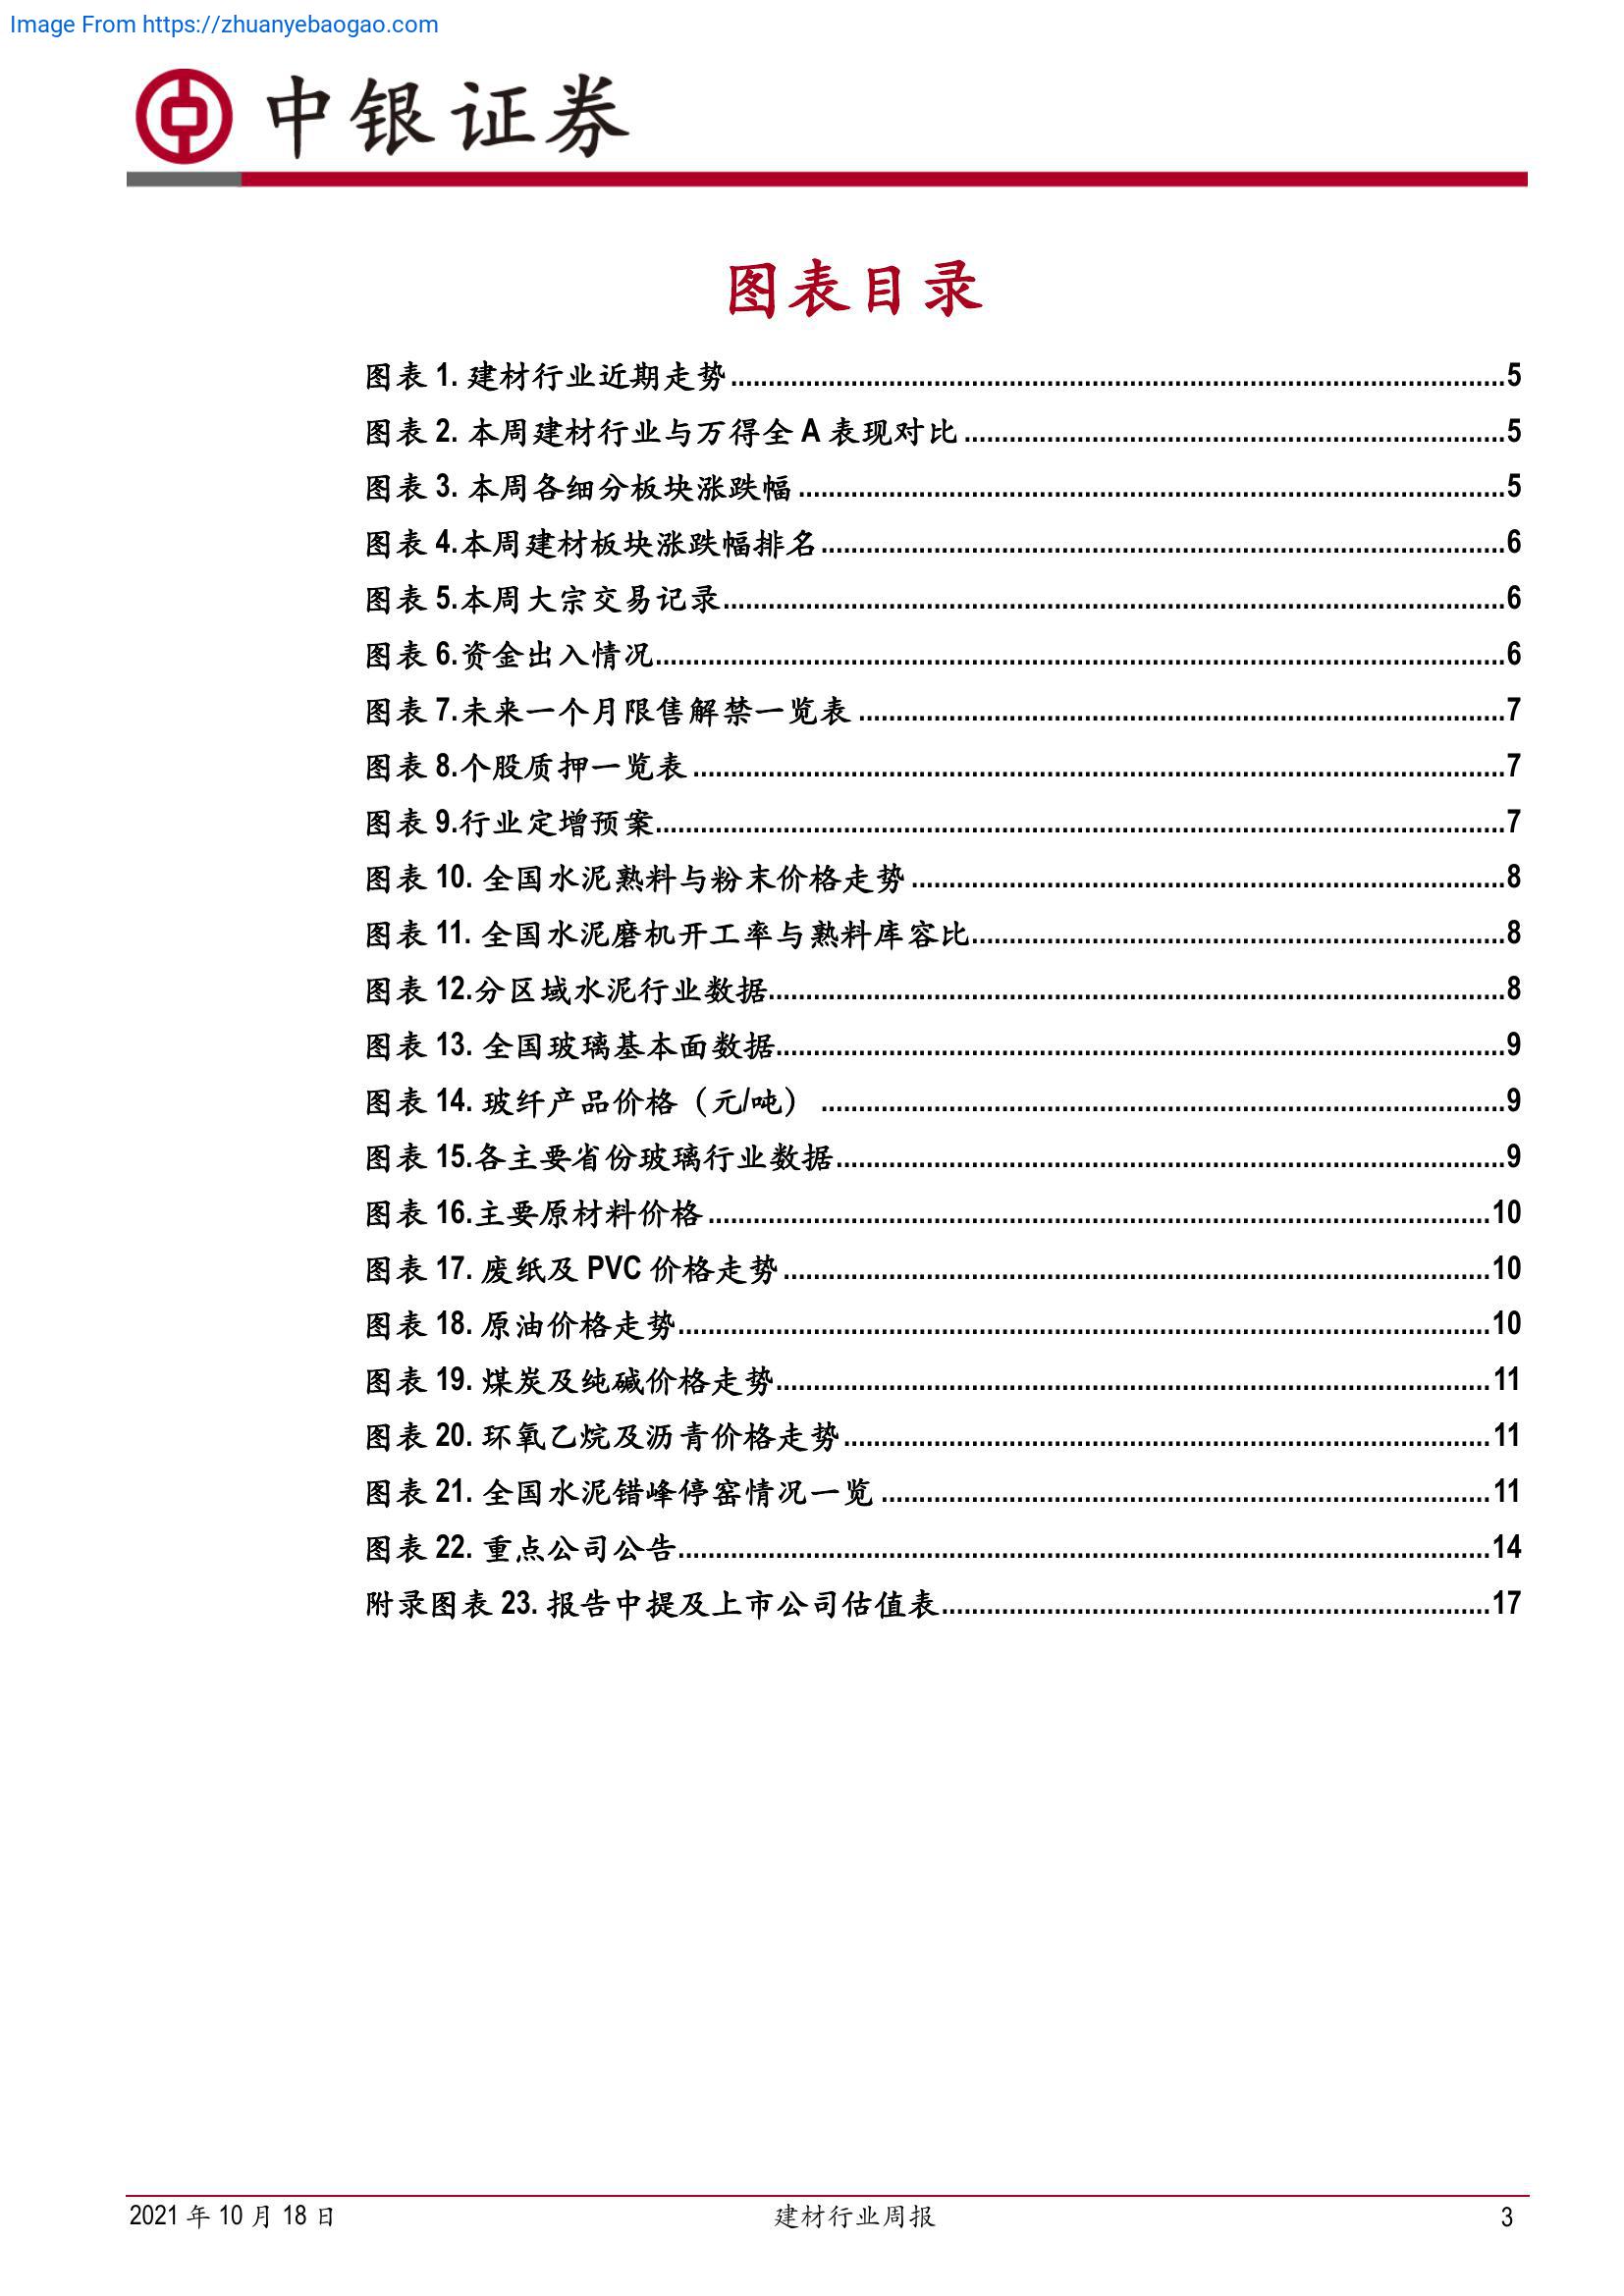 Image From https://zhuanyebaogao.com
中银证券
图表目录
图表 1. 建材行业近期走势....................5
图表 2. 本周建材行业与万得全 A 表现对比....................5
图表 3. 本周各细分板块涨跌幅....................5
图表 4.本周建材板块涨跌幅排名....................6
图表 5.本周大宗交易记录....................6
图表 6.资金出入情况....................6
图表 7.未来一个月限售解禁一览表....................7
图表 8.个股质押一览表....................7
图表 9.行业定增预案....................7
图表 10. 全国水泥熟料与粉末价格走势....................8
图表 11. 全国水泥磨机开工率与熟料库容比....................8
图表 12.分区域水泥行业数据....................8
图表 13. 全国玻璃基本面数据....................9
图表 14. 玻纤产品价格（元/吨）....................9
图表 15.各主要省份玻璃行业数据....................9
图表 16.主要原材料价格....................10
图表 17. 废纸及 PVC 价格走势....................10
图表 18. 原油价格走势....................10
图表 19. 煤炭及纯碱价格走势....................11
图表 20. 环氧乙烷及沥青价格走势....................11
图表 21. 全国水泥错峰停窑情况一览....................11
图表 22. 重点公司公告....................14
附录图表 23. 报告中提及上市公司估值表....................17
2021 年 10 月 18 日 建材行业周报 3